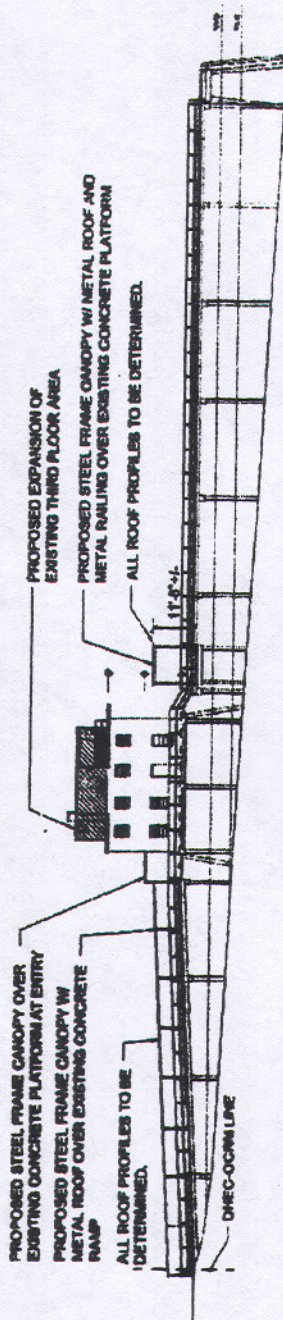 PROPOSED STEEL FRAME CANOPY OVER
EXISTING CONCRETE PLATFORM AT ENTRY
PROPOSED STEEL FRAME CANOPY W/
METAL ROOF OVER EXISTING CONCRETE
RAMP
ALL ROOF PROFILES TO BE
DETERMINED.
DHEC-OCRM LINE
PROPOSED EXPANSION OF
EXISTING THIRD FLOOR AREA
PROPOSED STEEL FRAME CANOPY W/ METAL ROOF AND
METAL RAILING OVER EXISTING CONCRETE PLATFORM
ALL ROOF PROFILES TO BE DETERMINED.